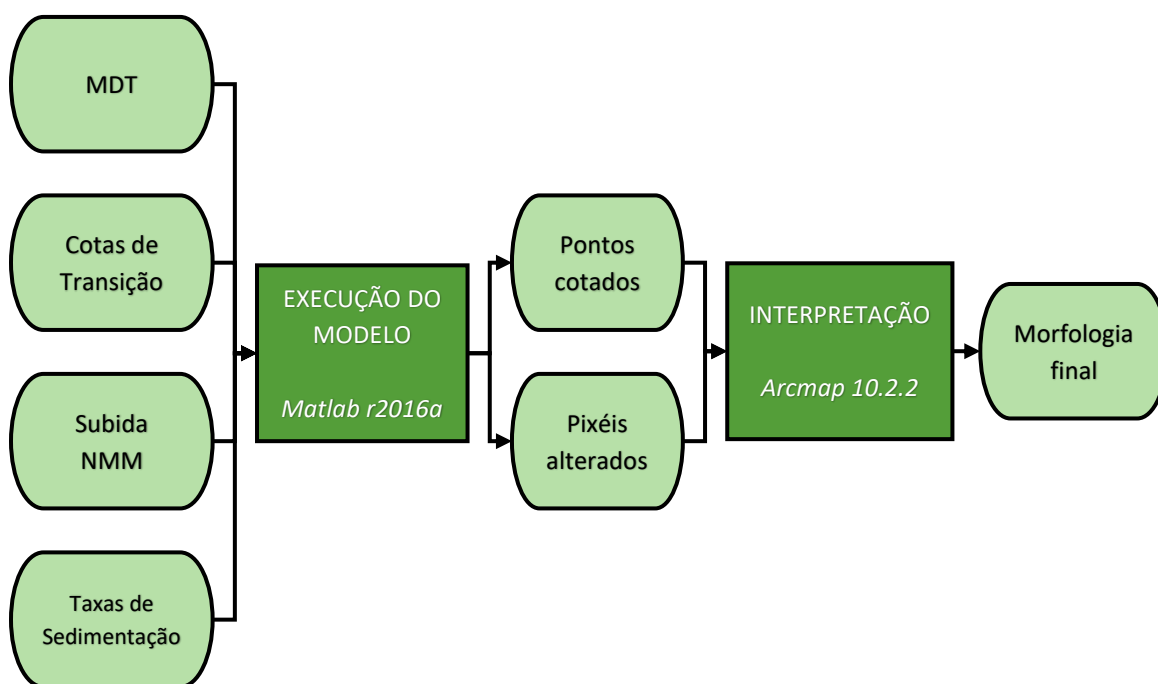 MDT
Cotas de
Transição
Subida
NMM
Taxas de
Sedimentação
EXECUÇÃO DO
MODELO
Matlab r2016a
Pontos
cotados
Pixéis
alterados
INTERPRETAÇÃO
Arcmap 10.2.2
Morfologia
final